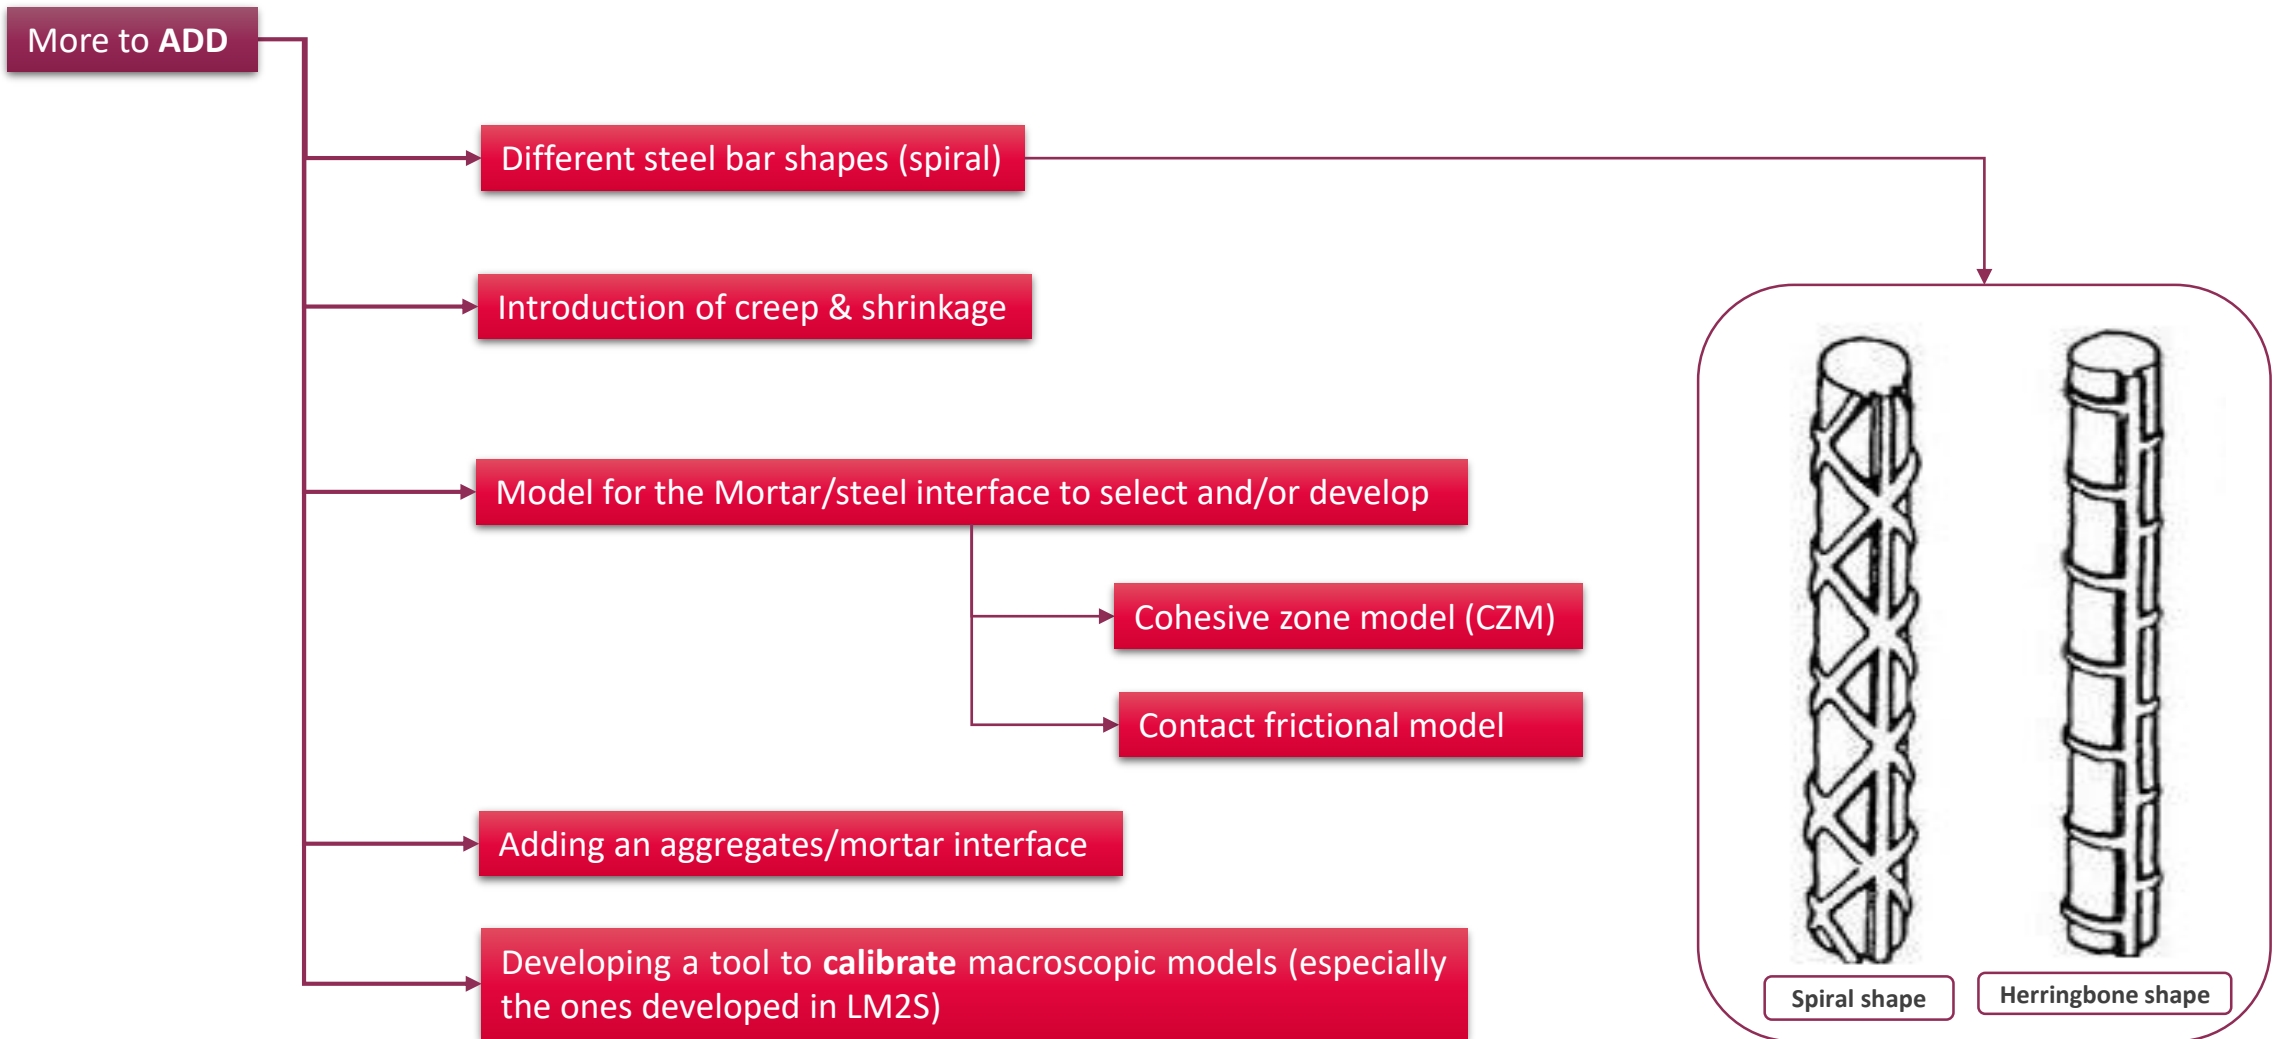 More to ADD
Different steel bar shapes (spiral)
Introduction of creep & shrinkage
Model for the Mortar/steel interface to select and/or develop
Cohesive zone model (CZM)
Contact frictional model
Adding an aggregates/mortar interface
Developing a tool to calibrate macroscopic models (especially
the ones developed in LM2S)
Spiral shape
Herringbone shape